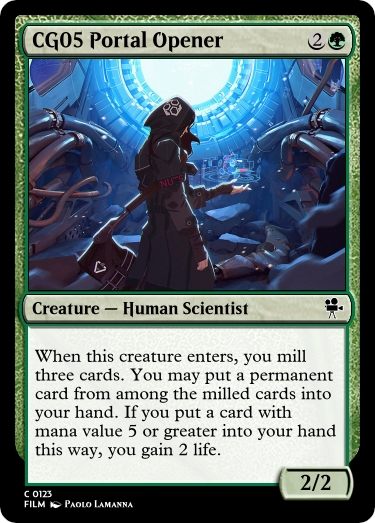 CG05 Portal Opener 2
Creature — Human Scientist
When this creature enters, you mill
three cards. You may put a permanent
card from among the milled cards into
your hand. If you put a card with
mana value 5 or greater into your hand
this way, you gain 2 life.
2/2
C 0123
FILM Paolo Lamanna